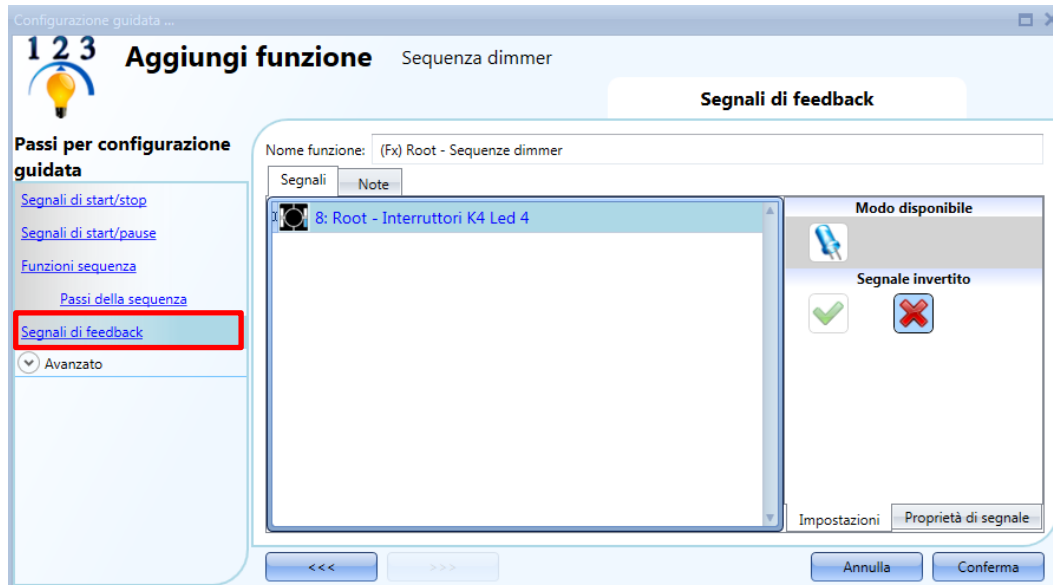 Configurazione guidata ...
1 2 3
Aggiungi funzione Sequenza dimmer
Segnali di feedback
Passi per configurazione
guidata
Segnali di start/stop
Segnali di start/pause
Funzioni sequenza
Passi della sequenza
Segnali di feedback
Avanzato
Nome funzione: (Fx) Root - Sequenze dimmer
Segnali Note
8: Root - Interruttori K4 Led 4
Modo disponibile
Segnale invertito
Impostazioni Proprietà di segnale
<<< >>> Annulla Conferma